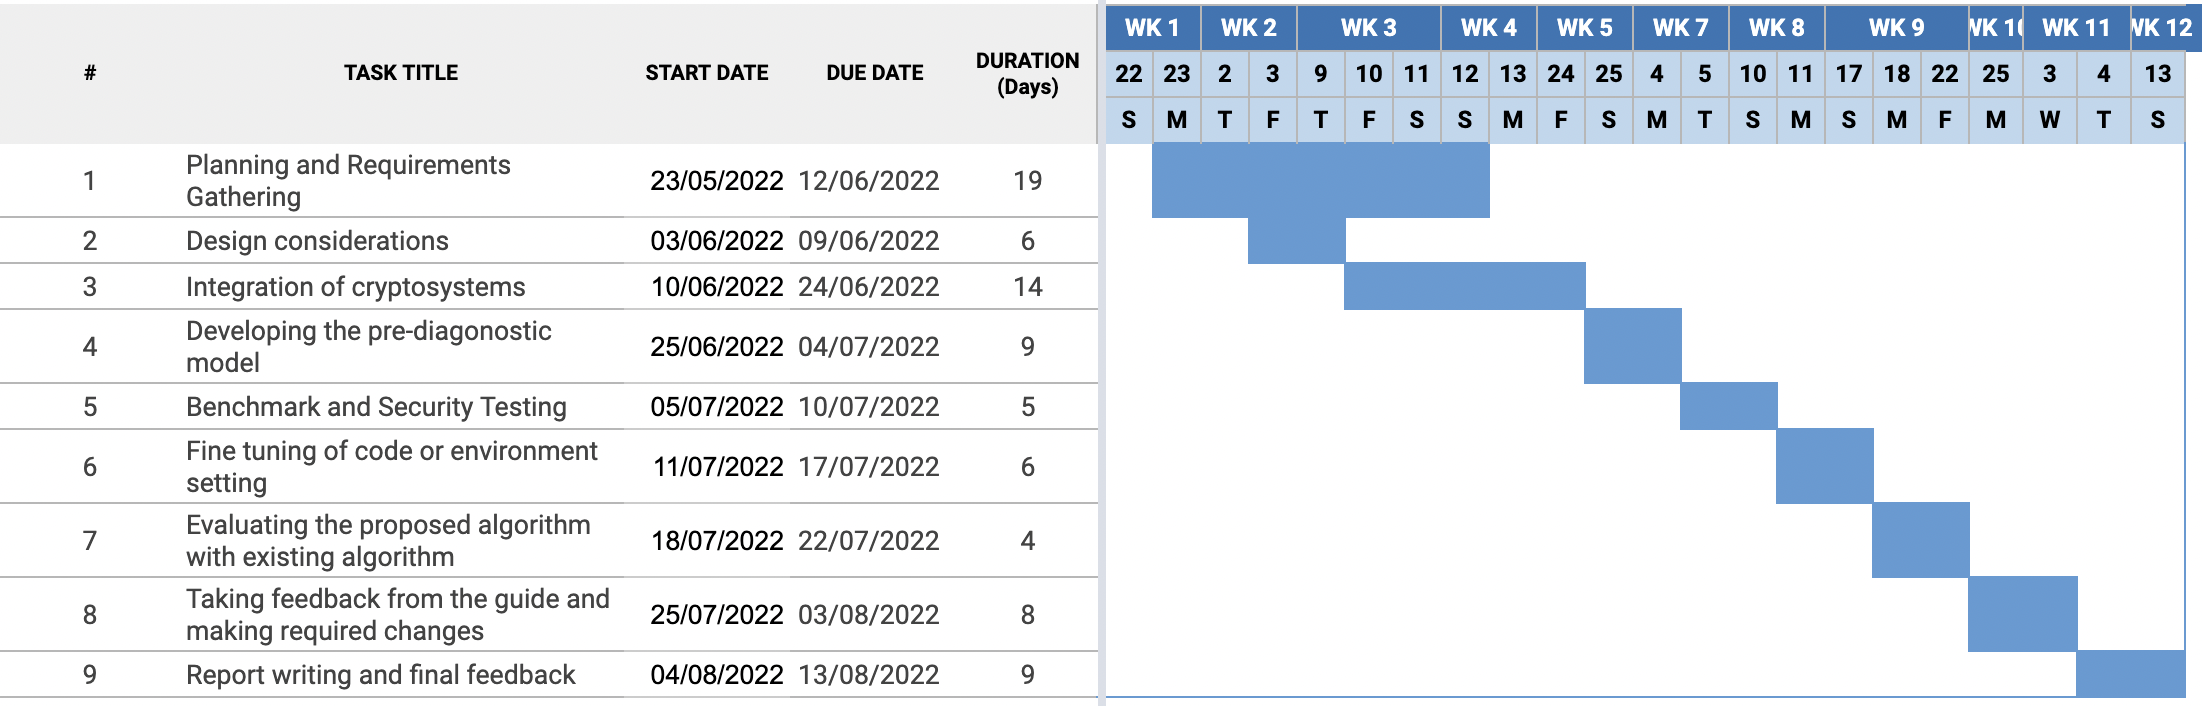 # TASK TITLE START DATE DUE DATE DURATION (Days)
WK 1 WK 2 WK 3 WK 4 WK 5 WK 7 WK 8 WK 9 WK 10 WK 11 WK 12
22 23 2 3 9 10 11 12 13 24 25 4 5 10 11 17 18 22 25 3 4 13
S M T F T F S S M F S M T S M S M F M W T S
1 Planning and Requirements Gathering 23/05/2022 12/06/2022 19
2 Design considerations 03/06/2022 09/06/2022 6
3 Integration of cryptosystems 10/06/2022 24/06/2022 14
4 Developing the pre-diagonostic model 25/06/2022 04/07/2022 9
5 Benchmark and Security Testing 05/07/2022 10/07/2022 5
6 Fine tuning of code or environment setting 11/07/2022 17/07/2022 6
7 Evaluating the proposed algorithm with existing algorithm 18/07/2022 22/07/2022 4
8 Taking feedback from the guide and making required changes 25/07/2022 03/08/2022 8
9 Report writing and final feedback 04/08/2022 13/08/2022 9